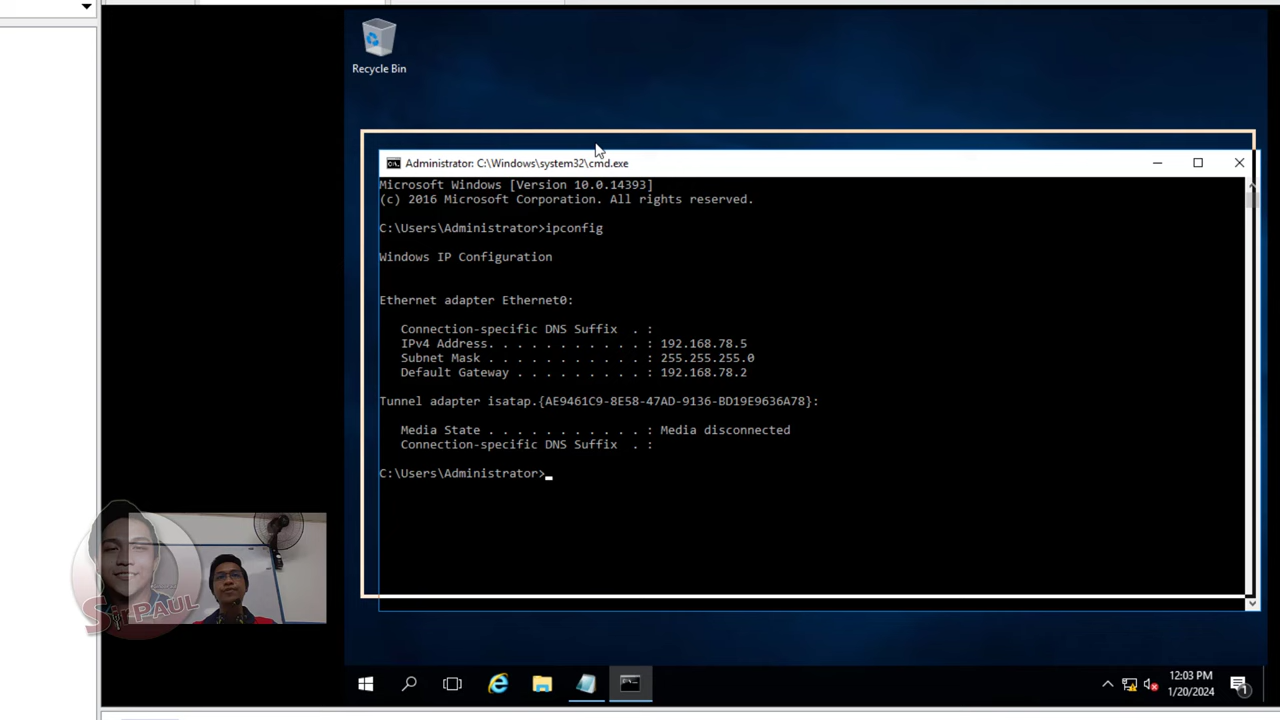 Recycle Bin
Administrator: C:\Windows\system32\cmd.exe
Microsoft Windows [Version 10.0.14393]
(c) 2016 Microsoft Corporation. All rights reserved.
C:\Users\Administrator>ipconfig
Windows IP Configuration
Ethernet adapter Ethernet0:
Connection-specific DNS Suffix . :
IPv4 Address. . . . . . . . . . . : 192.168.78.5
Subnet Mask . . . . . . . . . . . : 255.255.255.0
Default Gateway . . . . . . . . . : 192.168.78.2
Tunnel adapter isatap.{AE9461C9-8E58-47AD-9136-BD19E9636A78}:
Media State . . . . . . . . . . . : Media disconnected
Connection-specific DNS Suffix . :
C:\Users\Administrator>
Sir PAUL
12:03 PM
1/20/2024
1